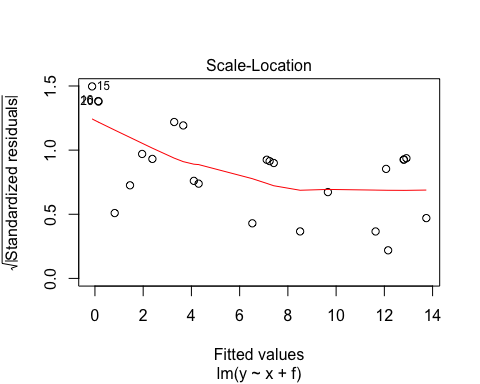 Scale-Location
√|Standardized residuals|
1.5
1.0
0.5
0.0
15
20
0 2 4 6 8 10 12 14
Fitted values
lm(y ~ x + f)